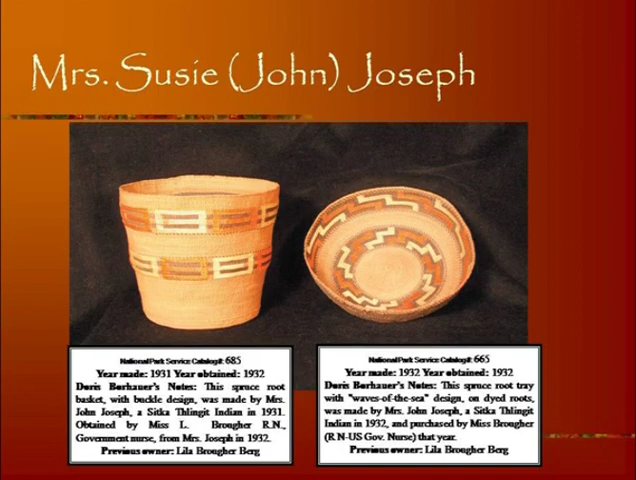 Mrs. Susie (John) Joseph
National Park Service Catalog#: 685
Year made: 1931 Year obtained: 1932
Doris Borhauer's Notes: This spruce root
basket, with buckle design, was made by Mrs.
John Joseph, a Sitka Thlingit Indian in 1931.
Obtained by Miss L. Brougher R.N.,
Government nurse, from Mrs. Joseph in 1932.
Previous owner: Lila Brougher Berg
National Park Service Catalog#: 665
Year made: 1932 Year obtained: 1932
Doris Borhauer's Notes: This spruce root tray
with "waves-of-the-sea" design, on dyed roots,
was made by Mrs. John Joseph, a Sitka Thlingit
Indian in 1932, and purchased by Miss Brougher
(R N-US Gov. Nurse) that year.
Previous owner: Lila Brougher Berg